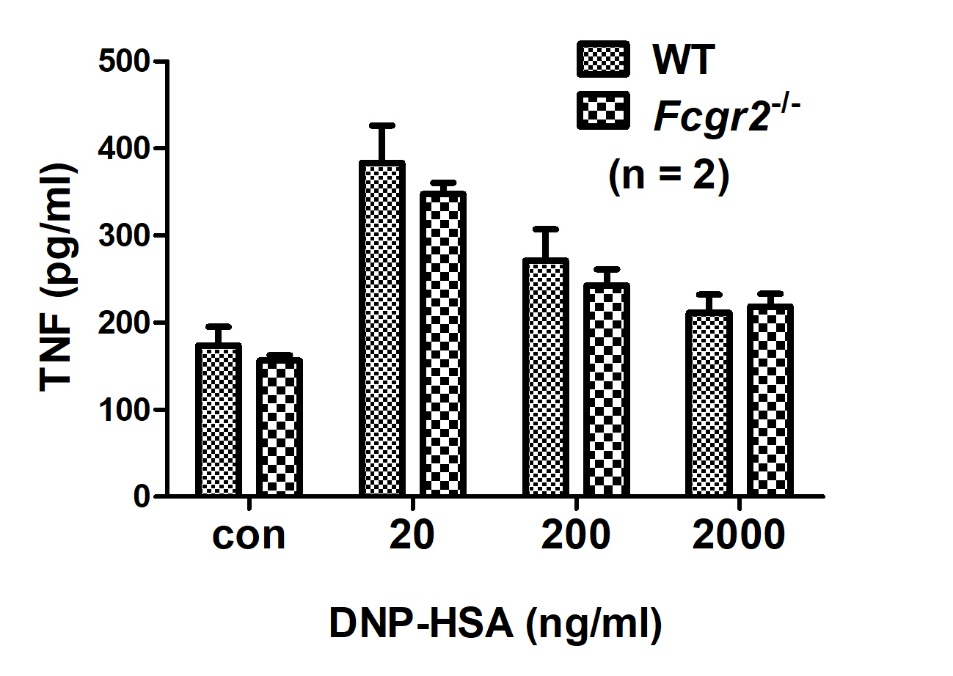 WT
Fcgr2-/-
(n = 2)
TNF (pg/ml)
500
400
300
200
100
0
con 20 200 2000
DNP-HSA (ng/ml)